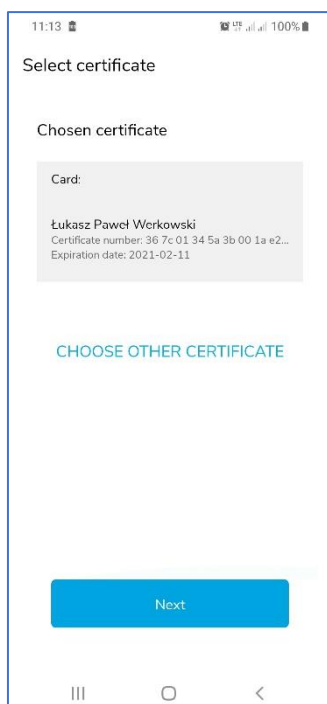 11:13 LTE 100%
Select certificate
Chosen certificate
Card:
Łukasz Paweł Werkowski
Certificate number: 36 7c 01 34 5a 3b 00 1a e2...
Expiration date: 2021-02-11
CHOOSE OTHER CERTIFICATE
Next